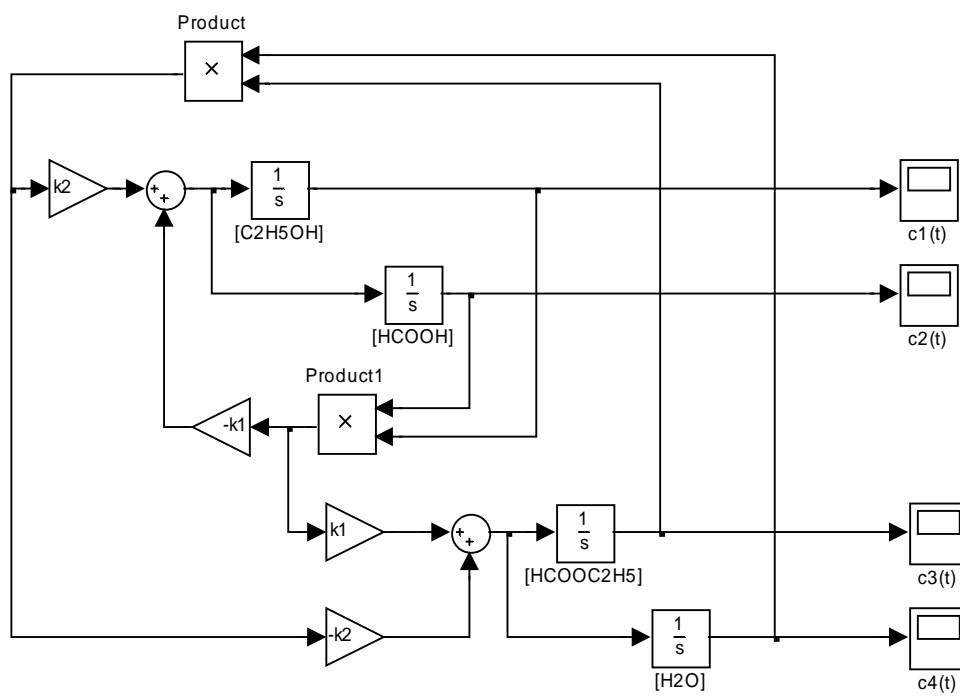 Product
×
k2
+
+
1
s
[C2H5OH]
c1(t)
1
s
[HCOOH]
c2(t)
Product1
×
-k1
k1
+
+
1
s
[HCOOC2H5]
c3(t)
-k2
1
s
[H2O]
c4(t)